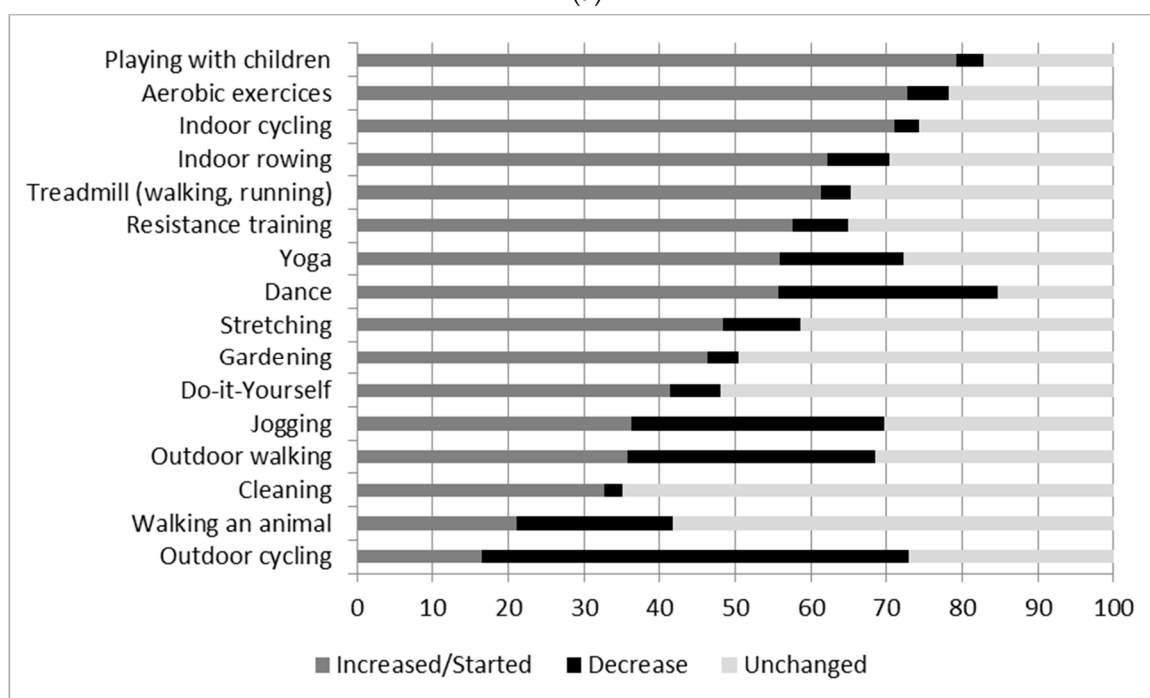 Playing with children
Aerobic exercices
Indoor cycling
Indoor rowing
Treadmill (walking, running)
Resistance training
Yoga
Dance
Stretching
Gardening
Do-it-Yourself
Jogging
Outdoor walking
Cleaning
Walking an animal
Outdoor cycling
0 10 20 30 40 50 60 70 80 90 100
Increased/Started Decrease Unchanged